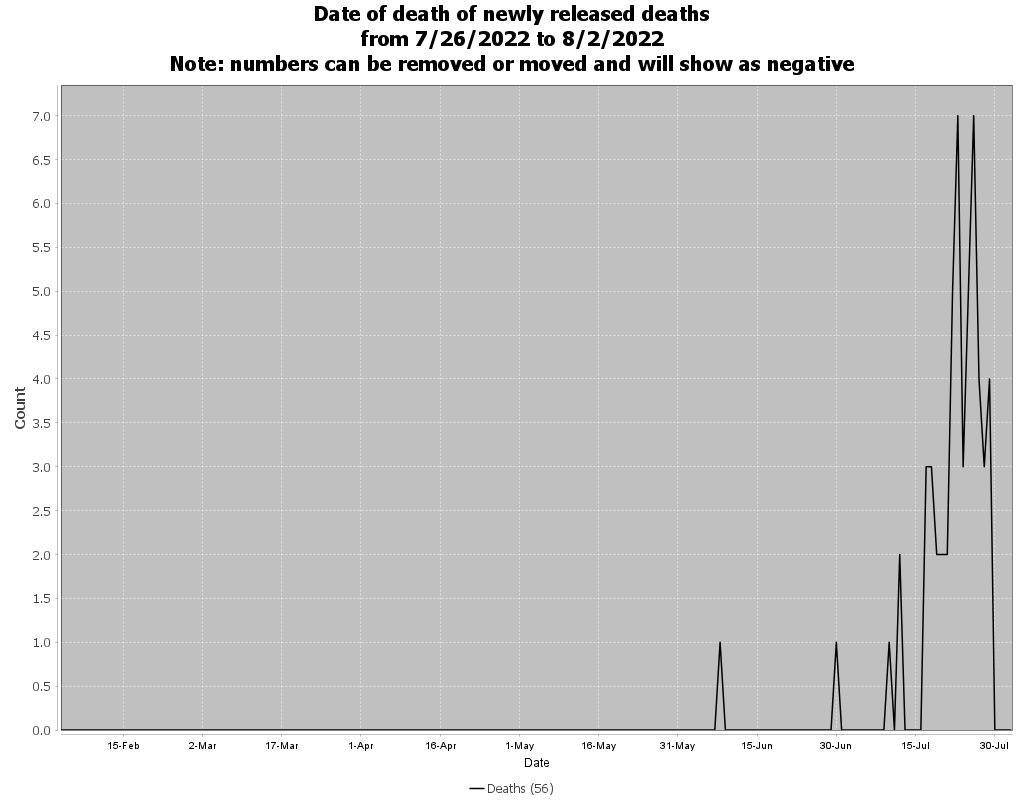 Date of death of newly released deaths
from 7/26/2022 to 8/2/2022
Note: numbers can be removed or moved and will show as negative
7.0
6.5
6.0
5.5
5.0
4.5
4.0
3.5
3.0
2.5
2.0
1.5
1.0
0.5
0.0
Count
15-Feb 2-Mar 17-Mar 1-Apr 16-Apr 1-May 16-May 31-May 15-Jun 30-Jun 15-Jul 30-Jul
Date
Deaths (56)